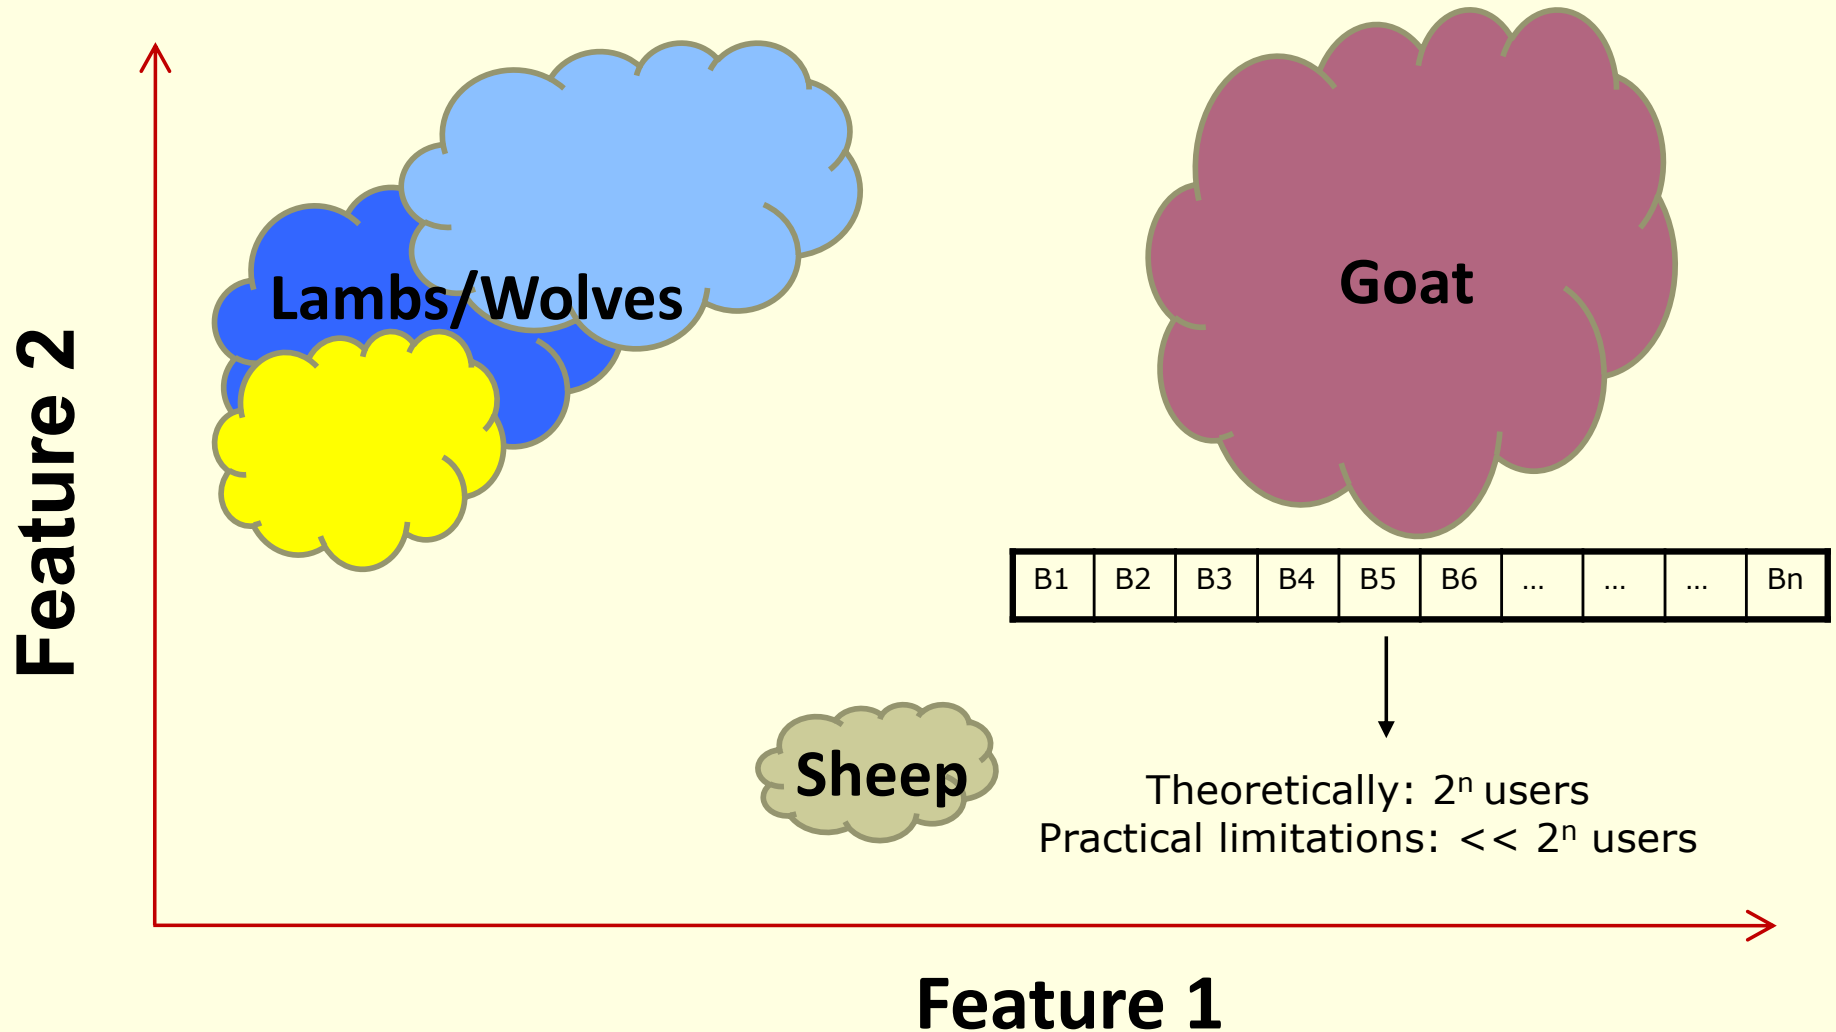 Feature 2
Lambs/Wolves
Goat
B1 B2 B3 B4 B5 B6 ... ... ... Bn
Sheep
Theoretically: 2ⁿ users
Practical limitations: << 2ⁿ users
Feature 1